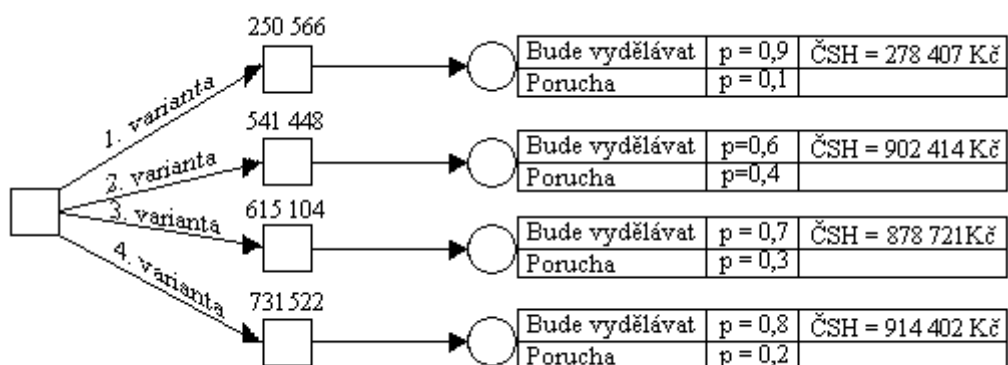 250 566
1. varianta
Bude vydělávat p = 0,9 ČSH = 278 407 Kč
Porucha p = 0,1
541 448
2. varianta
Bude vydělávat p=0,6 ČSH = 902 414 Kč
Porucha p=0,4
615 104
3. varianta
Bude vydělávat p = 0,7 ČSH = 878 721Kč
Porucha p = 0,3
4. varianta
731 522
Bude vydělávat p = 0,8 ČSH = 914 402 Kč
Porucha p = 0,2